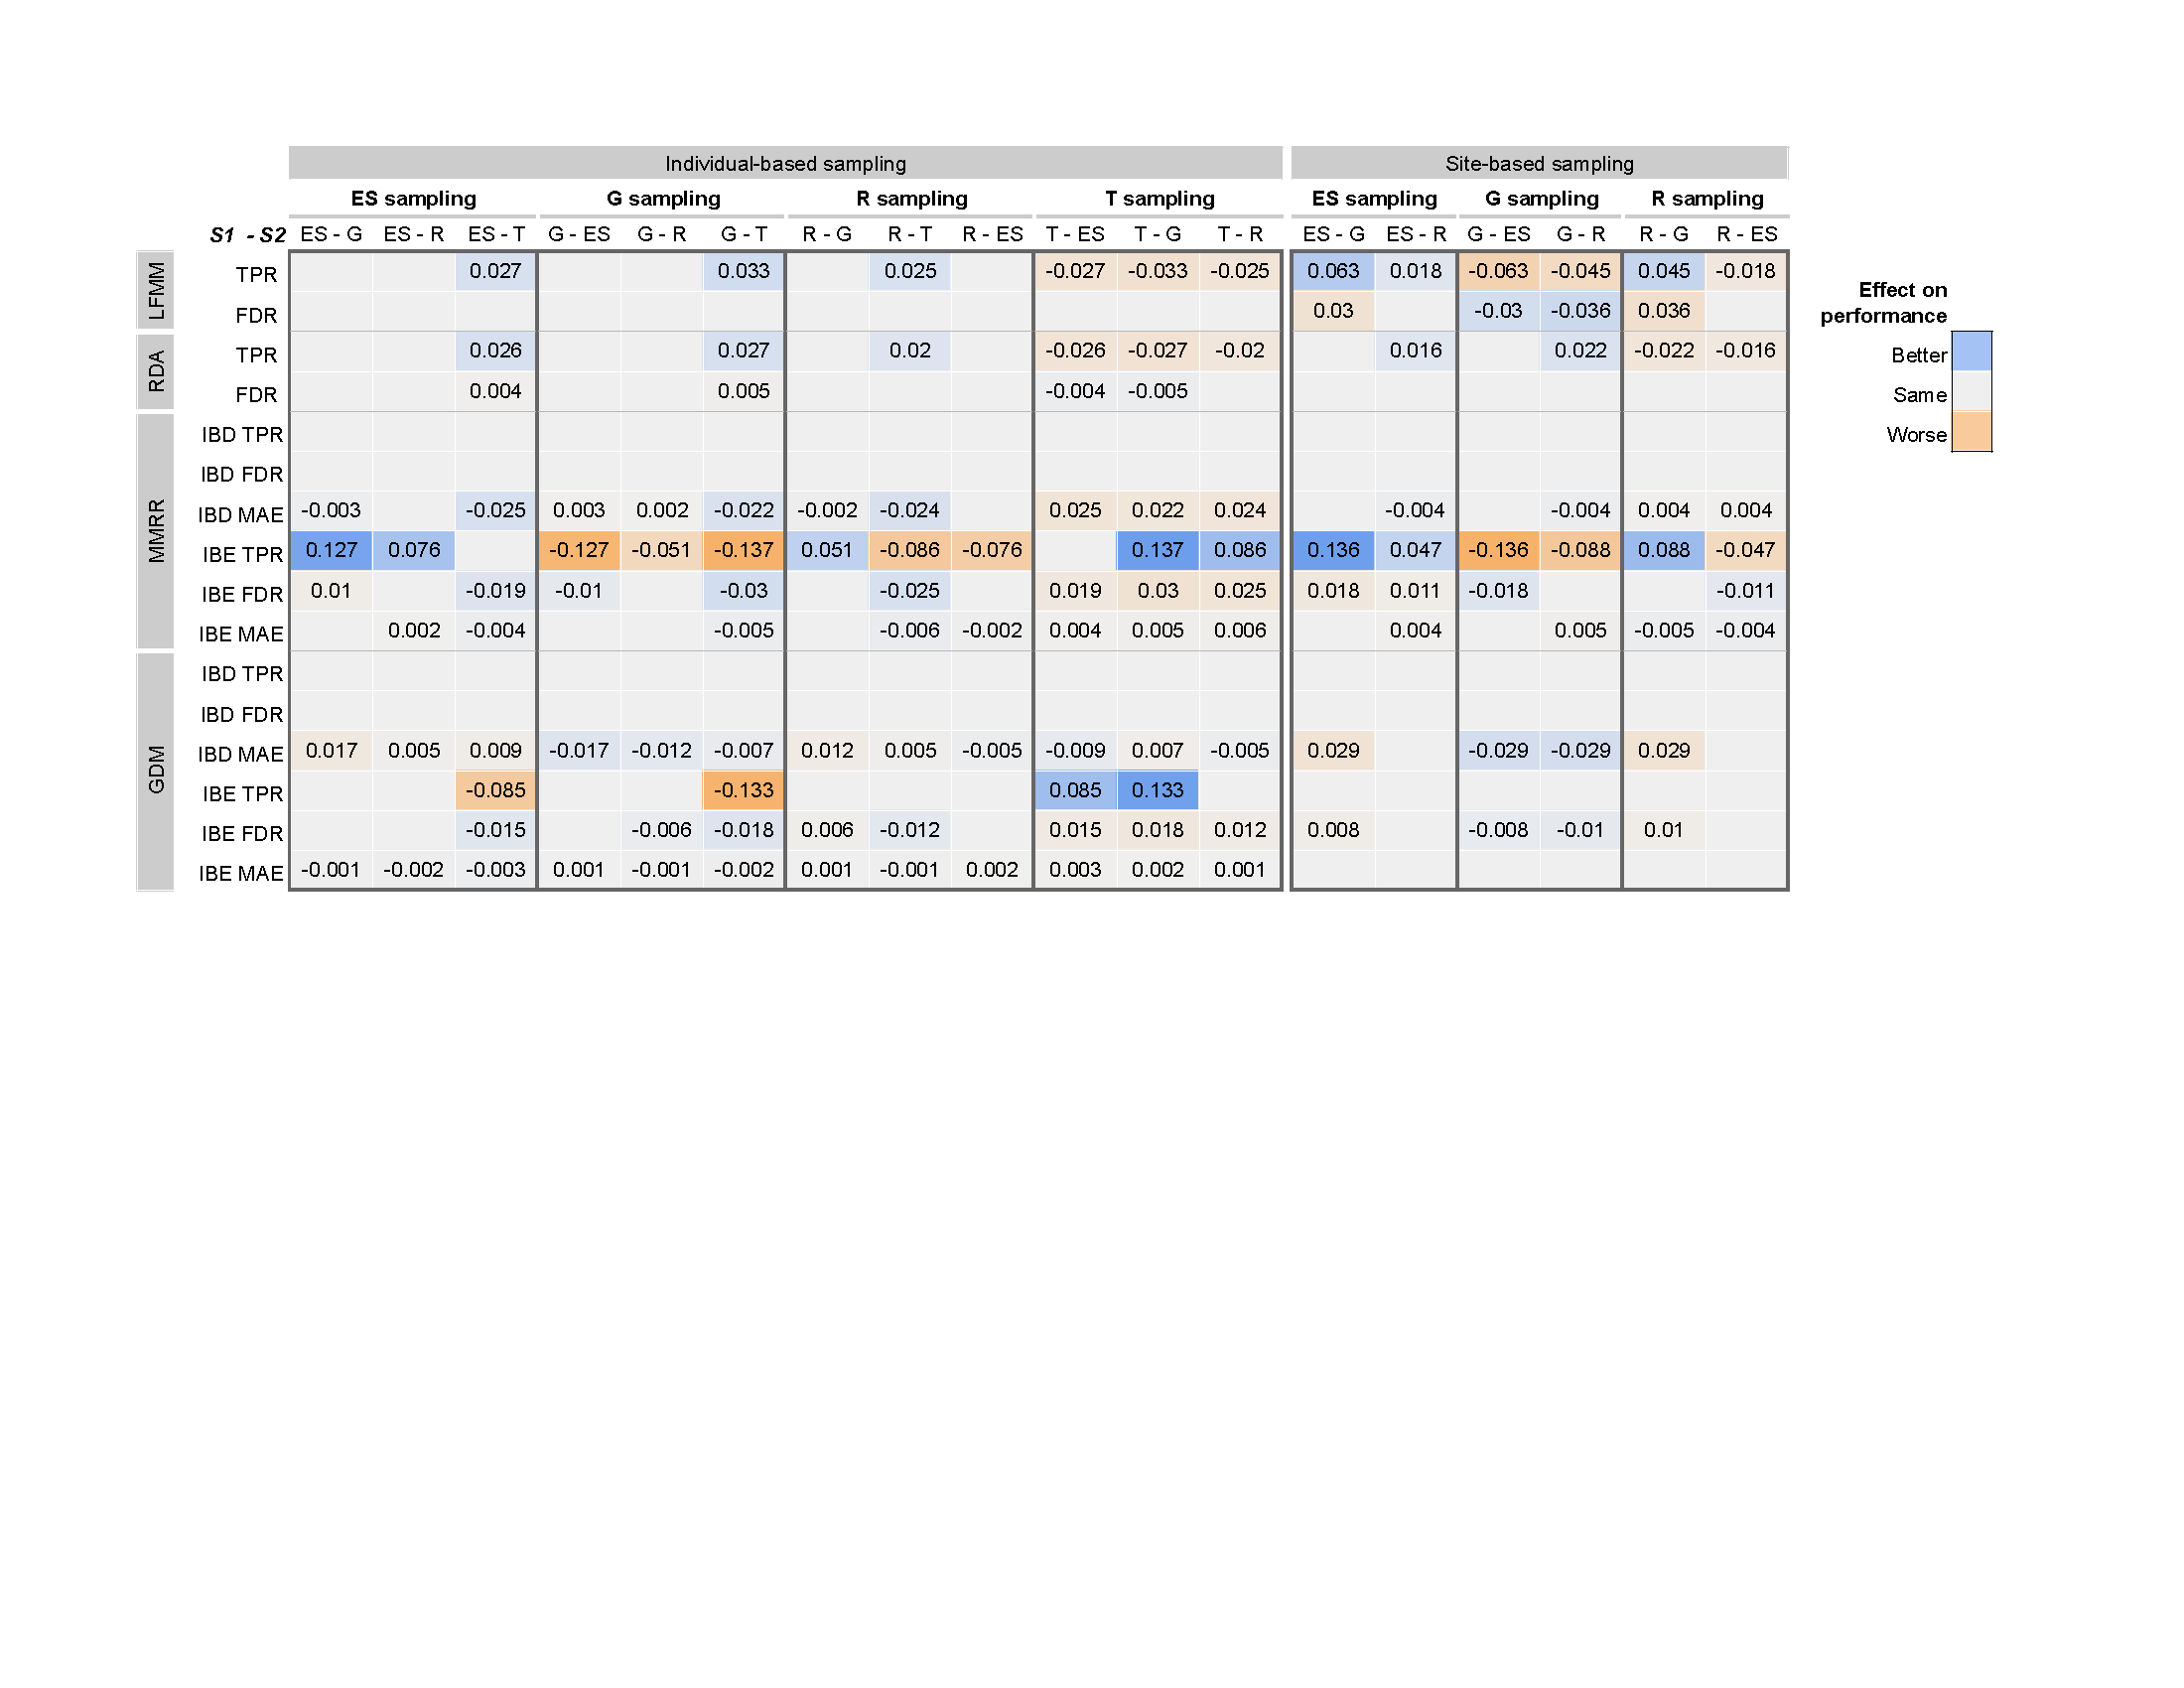 Individual-based sampling Site-based sampling
ES sampling G sampling R sampling T sampling ES sampling G sampling R sampling
S1 - S2 ES - G ES - R ES - T G - ES G - R G - T R - G R - T R - ES T - ES T - G T - R ES - G ES - R G - ES G - R R - G R - ES
LFMM
TPR 0.027 0.033 0.025 -0.027 -0.033 -0.025 0.063 0.018 -0.063 -0.045 0.045 -0.018
FDR 0.03 -0.03 -0.036 0.036
RDA
TPR 0.026 0.027 0.02 -0.026 -0.027 -0.02 0.016 0.022 -0.022 -0.016
FDR 0.004 0.005 -0.004 -0.005
MMRR
IBD TPR
IBD FDR
IBD MAE -0.003 -0.025 0.003 0.002 -0.022 -0.002 -0.024 0.025 0.022 0.024 -0.004 -0.004 0.004 0.004
IBE TPR 0.127 0.076 -0.127 -0.051 -0.137 0.051 -0.086 -0.076 0.137 0.086 0.136 0.047 -0.136 -0.088 0.088 -0.047
IBE FDR 0.01 -0.019 -0.01 -0.03 -0.025 0.019 0.03 0.025 0.018 0.011 -0.018 -0.011
IBE MAE 0.002 -0.004 -0.005 -0.006 -0.002 0.004 0.005 0.006 0.004 0.005 -0.005 -0.004
GDM
IBD TPR
IBD FDR
IBD MAE 0.017 0.005 0.009 -0.017 -0.012 -0.007 0.012 0.005 -0.005 -0.009 0.007 -0.005 0.029 -0.029 -0.029 0.029
IBE TPR -0.085 -0.133 0.085 0.133
IBE FDR -0.015 -0.006 -0.018 0.006 -0.012 0.015 0.018 0.012 0.008 -0.008 -0.01 0.01
IBE MAE -0.001 -0.002 -0.003 0.001 -0.001 -0.002 0.001 -0.001 0.002 0.003 0.002 0.001
Effect on
performance
Better
Same
Worse